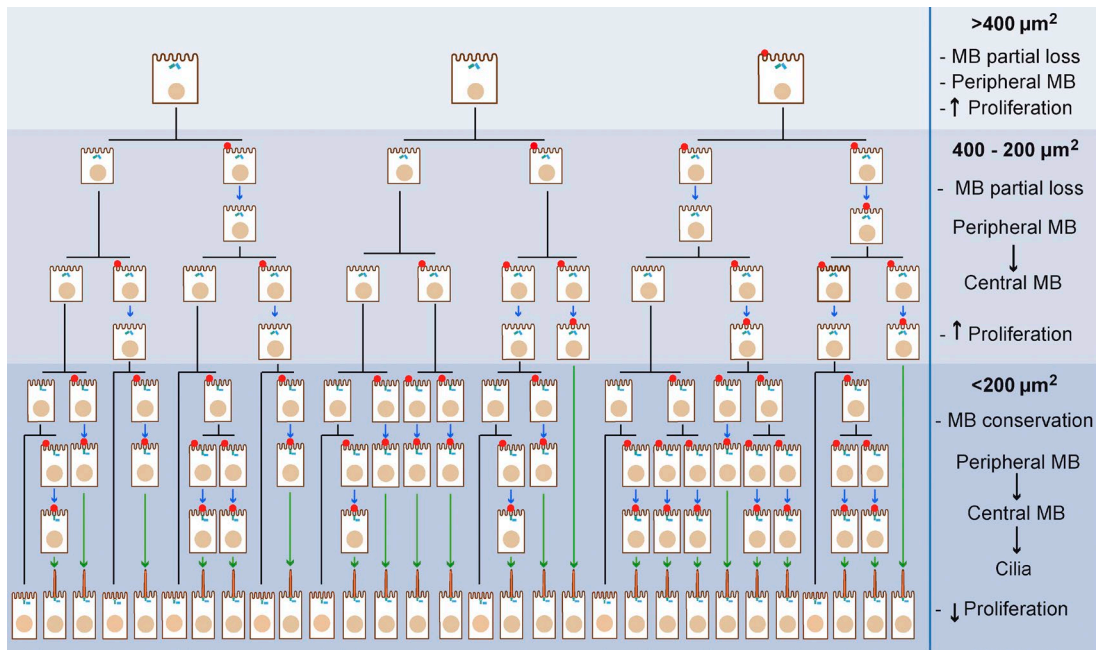 >400 µm²
- MB partial loss
- Peripheral MB
- ↑ Proliferation
400 - 200 µm²
- MB partial loss
Peripheral MB
↓
Central MB
- ↑ Proliferation
<200 µm²
- MB conservation
Peripheral MB
↓
Central MB
↓
Cilia
- ↓ Proliferation